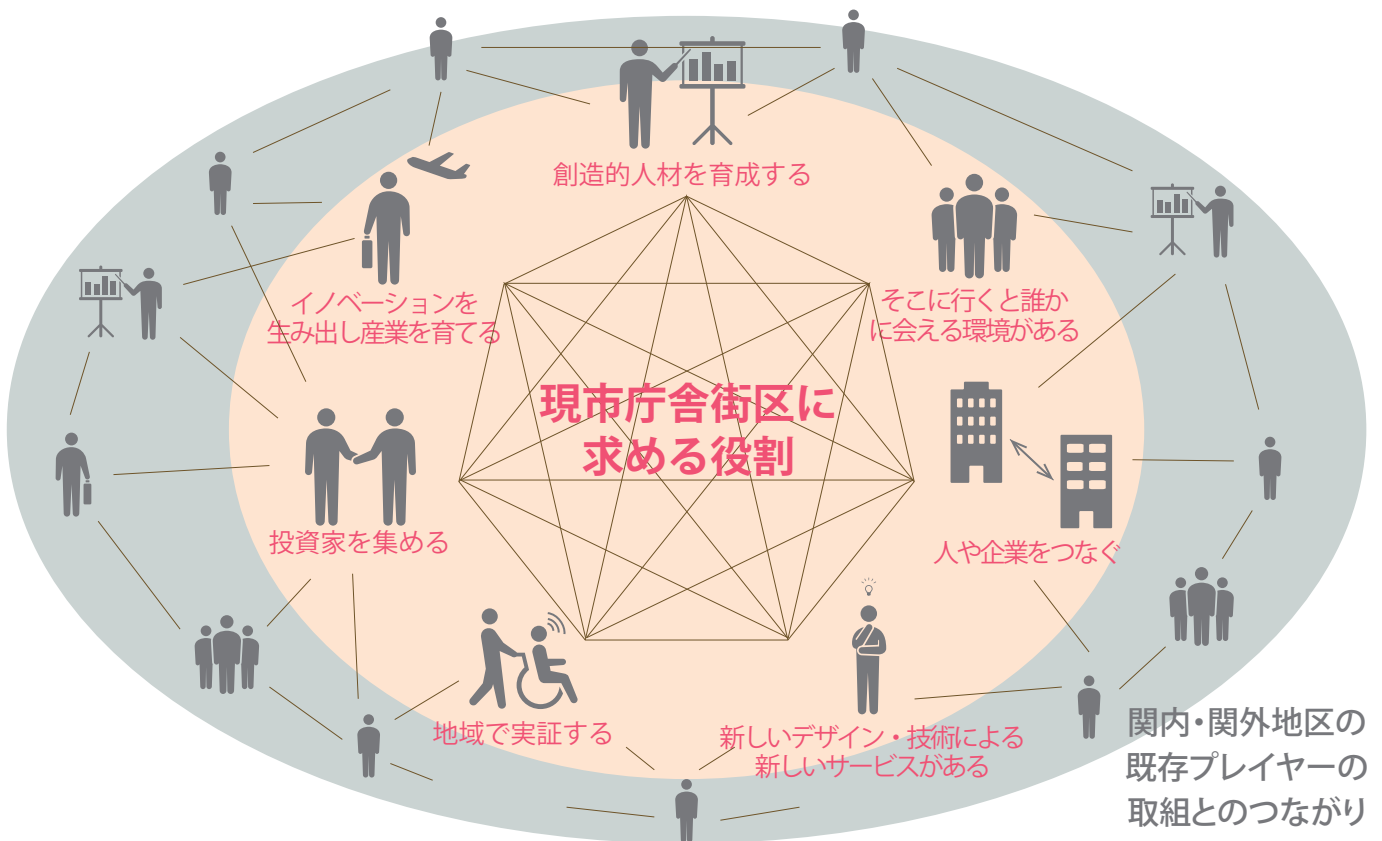 創造的人材を育成する
イノベーションを
生み出し産業を育てる
そこに行くと誰か
に会える環境がある
現市庁舎街区に
求める役割
投資家を集める
人や企業をつなぐ
地域で実証する
新しいデザイン・技術による
新しいサービスがある
関内・関外地区の
既存プレイヤーの
取組とのつながり